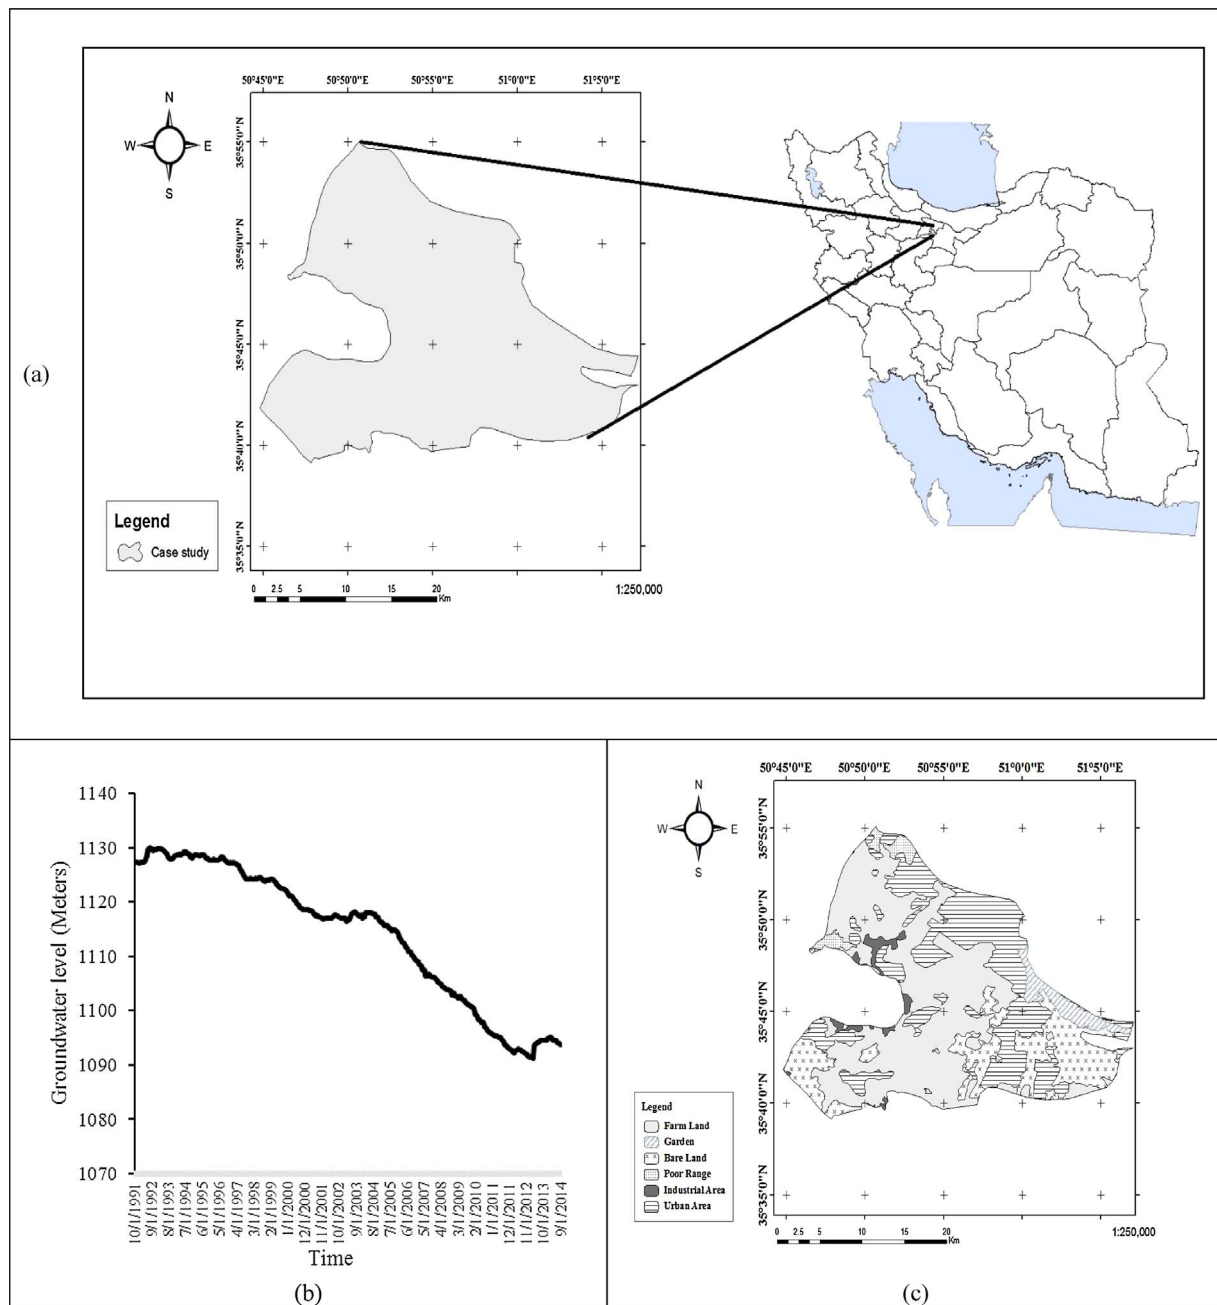 50°45'0"E 50°50'0"E 50°55'0"E 51°0'0"E 51°5'0"E
N
W E
S
35°55'0"N
35°50'0"N
35°45'0"N
35°40'0"N
35°35'0"N
(a)
Legend
Case study
0 2.5 5 10 15 20
Km
1:250,000
1140
1130
1120
1110
1100
1090
1080
1070
Groundwater level (Meters)
10/1/1991
9/1/1992
8/1/1993
7/1/1994
6/1/1995
5/1/1996
4/1/1997
3/1/1998
2/1/1999
1/1/2000
12/1/2000
11/1/2001
10/1/2002
9/1/2003
8/1/2004
7/1/2005
6/1/2006
5/1/2007
4/1/2008
3/1/2009
2/1/2010
1/1/2011
12/1/2011
11/1/2012
10/1/2013
9/1/2014
Time
(b)
50°45'0"E 50°50'0"E 50°55'0"E 51°0'0"E 51°5'0"E
N
W E
S
35°55'0"N
35°50'0"N
35°45'0"N
35°40'0"N
35°35'0"N
Legend
Farm Land
Garden
Bare Land
Poor Range
Industrial Area
Urban Area
0 2.5 5 10 15 20
Km
1:250,000
(c)